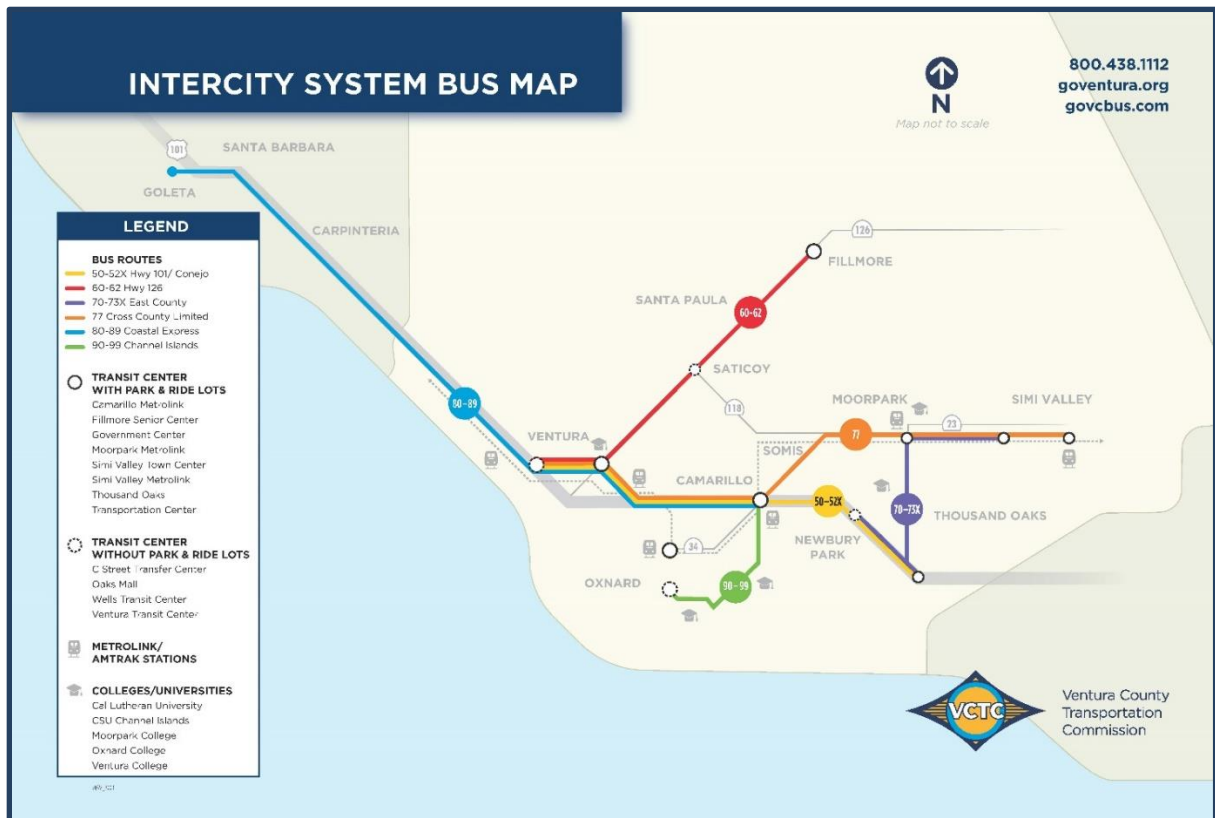 INTERCITY SYSTEM BUS MAP
N
Map not to scale
800.438.1112
goventura.org
govcbus.com
101
SANTA BARBARA
GOLETA
CARPINTERIA
LEGEND
BUS ROUTES
50-52X Hwy 101/ Conejo
60-62 Hwy 126
70-73X East County
77 Cross County Limited
80-89 Coastal Express
90-99 Channel Islands
TRANSIT CENTER
WITH PARK & RIDE LOTS
Camarillo Metrolink
Fillmore Senior Center
Government Center
Moorpark Metrolink
Simi Valley Town Center
Simi Valley Metrolink
Thousand Oaks
Transportation Center
TRANSIT CENTER
WITHOUT PARK & RIDE LOTS
C Street Transfer Center
Oaks Mall
Wells Transit Center
Ventura Transit Center
METROLINK/
AMTRAK STATIONS
COLLEGES/UNIVERSITIES
Cal Lutheran University
CSU Channel Islands
Moorpark College
Oxnard College
Ventura College
126
FILLMORE
SANTA PAULA
60-62
SATICOY
118
80-89
VENTURA
MOORPARK
SIMI VALLEY
23
77
SOMIS
CAMARILLO
50-52X
70-73X
THOUSAND OAKS
NEWBURY
PARK
34
OXNARD
90-99
VCTC
Ventura County
Transportation
Commission